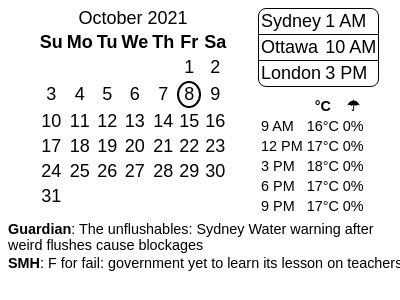 October 2021
Su Mo Tu We Th Fr Sa
1 2
3 4 5 6 7 8 9
10 11 12 13 14 15 16
17 18 19 20 21 22 23
24 25 26 27 28 29 30
31
Sydney 1 AM
Ottawa 10 AM
London 3 PM
°C ☂
9 AM 16°C 0%
12 PM 17°C 0%
3 PM 18°C 0%
6 PM 17°C 0%
9 PM 17°C 0%
Guardian: The unflushables: Sydney Water warning after
weird flushes cause blockages
SMH: F for fail: government yet to learn its lesson on teachers